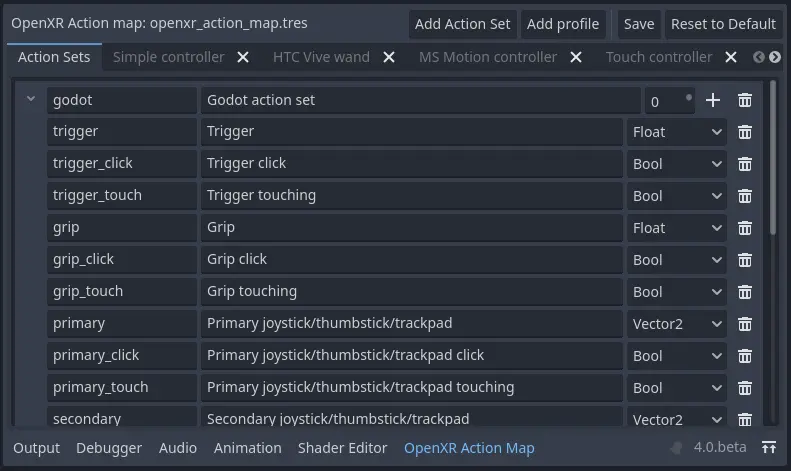 OpenXR Action map: openxr_action_map.tres Add Action Set Add profile Save Reset to Default
Action Sets Simple controller HTC Vive wand MS Motion controller Touch controller
godot Godot action set 0
trigger Trigger Float
trigger_click Trigger click Bool
trigger_touch Trigger touching Bool
grip Grip Float
grip_click Grip click Bool
grip_touch Grip touching Bool
primary Primary joystick/thumbstick/trackpad Vector2
primary_click Primary joystick/thumbstick/trackpad click Bool
primary_touch Primary joystick/thumbstick/trackpad touching Bool
secondary Secondary joystick/thumbstick/trackpad Vector2
Output Debugger Audio Animation Shader Editor OpenXR Action Map 4.0.beta